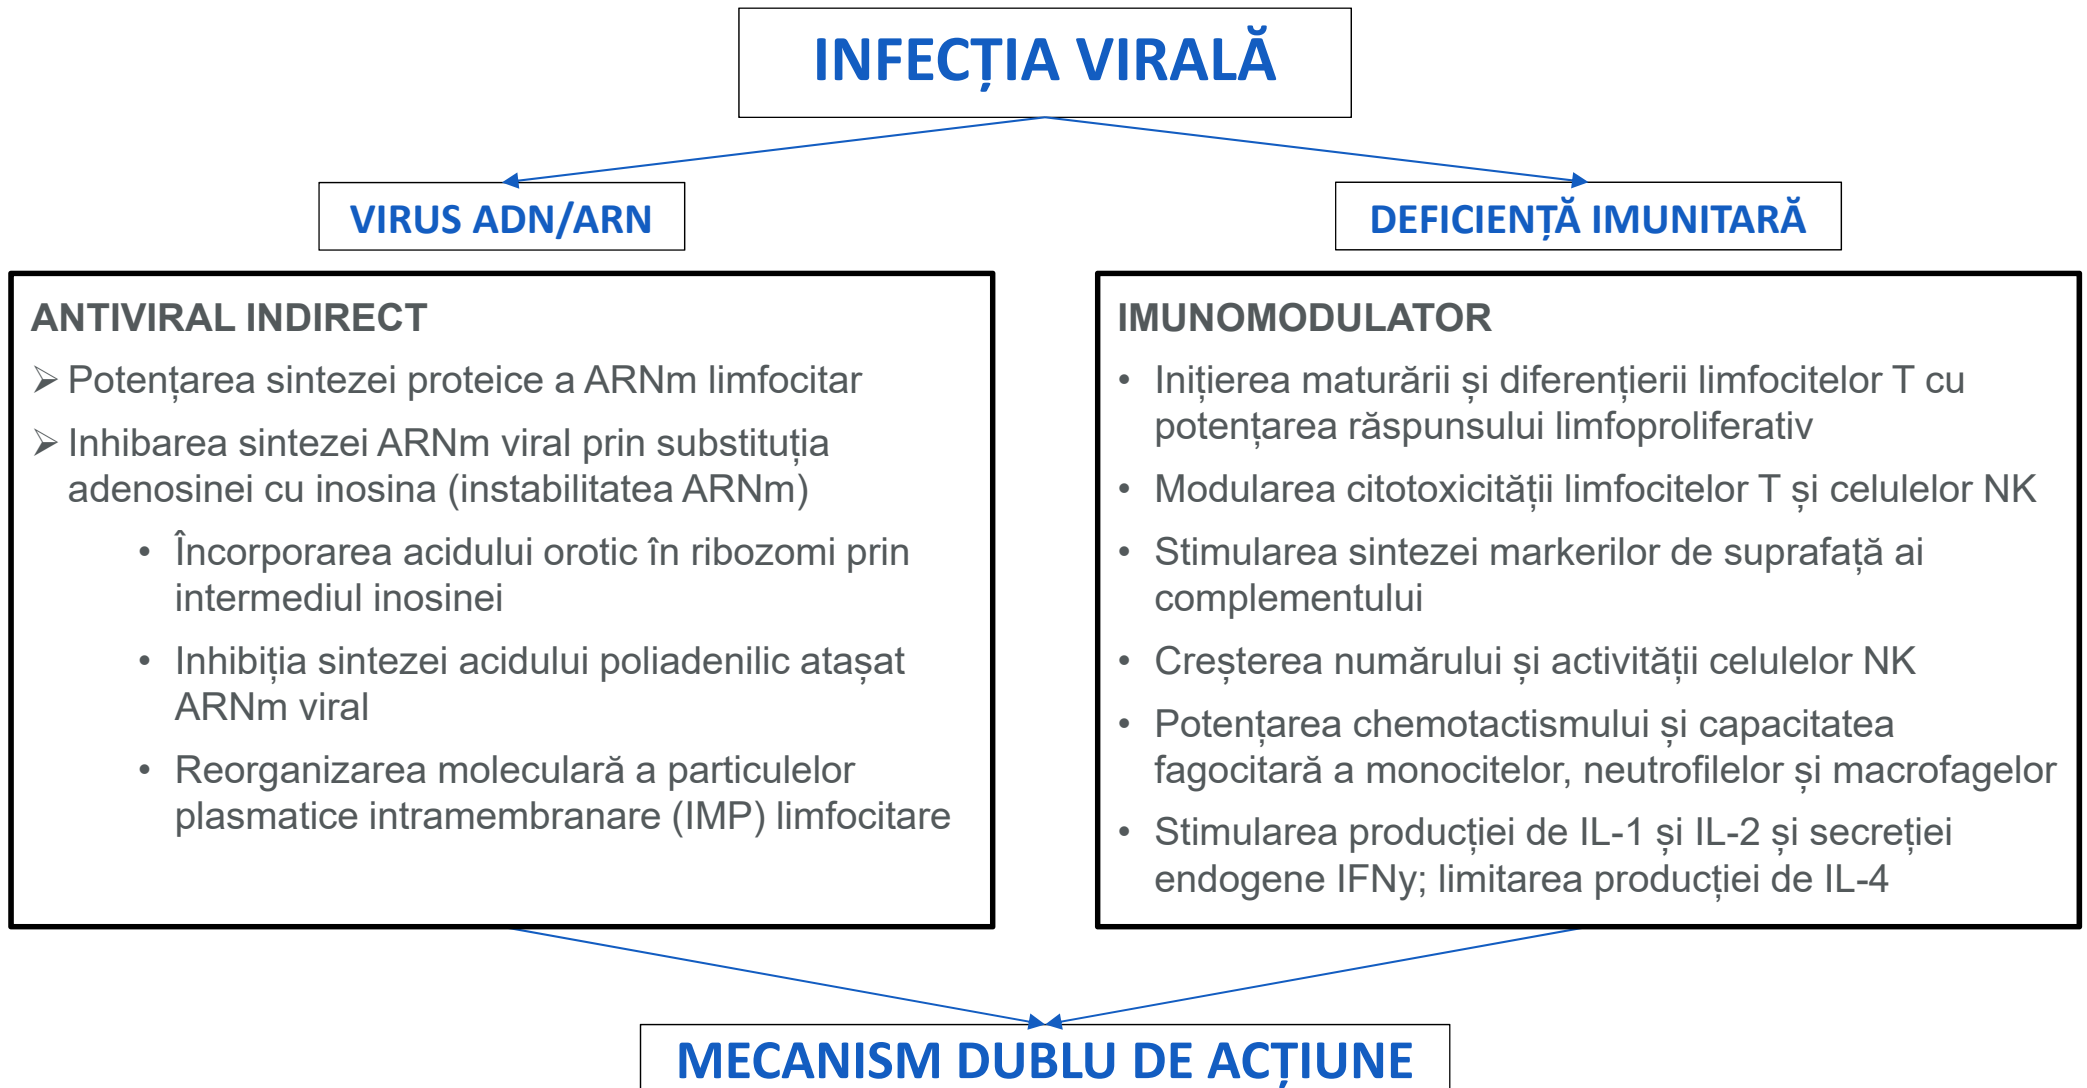 INFECȚIA VIRALĂ
VIRUS ADN/ARN
DEFICIENȚĂ IMUNITARĂ
ANTIVIRAL INDIRECT
➢ Potențarea sintezei proteice a ARNm limfocitar
➢ Inhibarea sintezei ARNm viral prin substituția
adenosinei cu inosina (instabilitatea ARNm)
• Încorporarea acidului orotic în ribozomi prin
intermediul inosinei
• Inhibiția sintezei acidului poliadenilic atașat
ARNm viral
• Reorganizarea moleculară a particulelor
plasmatice intramembranare (IMP) limfocitare
IMUNOMODULATOR
• Inițierea maturării și diferențierii limfocitelor T cu
potențarea răspunsului limfoproliferativ
• Modularea citotoxicității limfocitelor T și celulelor NK
• Stimularea sintezei markerilor de suprafață ai
complementului
• Creșterea numărului și activității celulelor NK
• Potențarea chemotactismului și capacitatea
fagocitară a monocitelor, neutrofilelor și macrofagelor
• Stimularea producției de IL-1 și IL-2 și secreției
endogene IFNy; limitarea producției de IL-4
MECANISM DUBLU DE ACȚIUNE